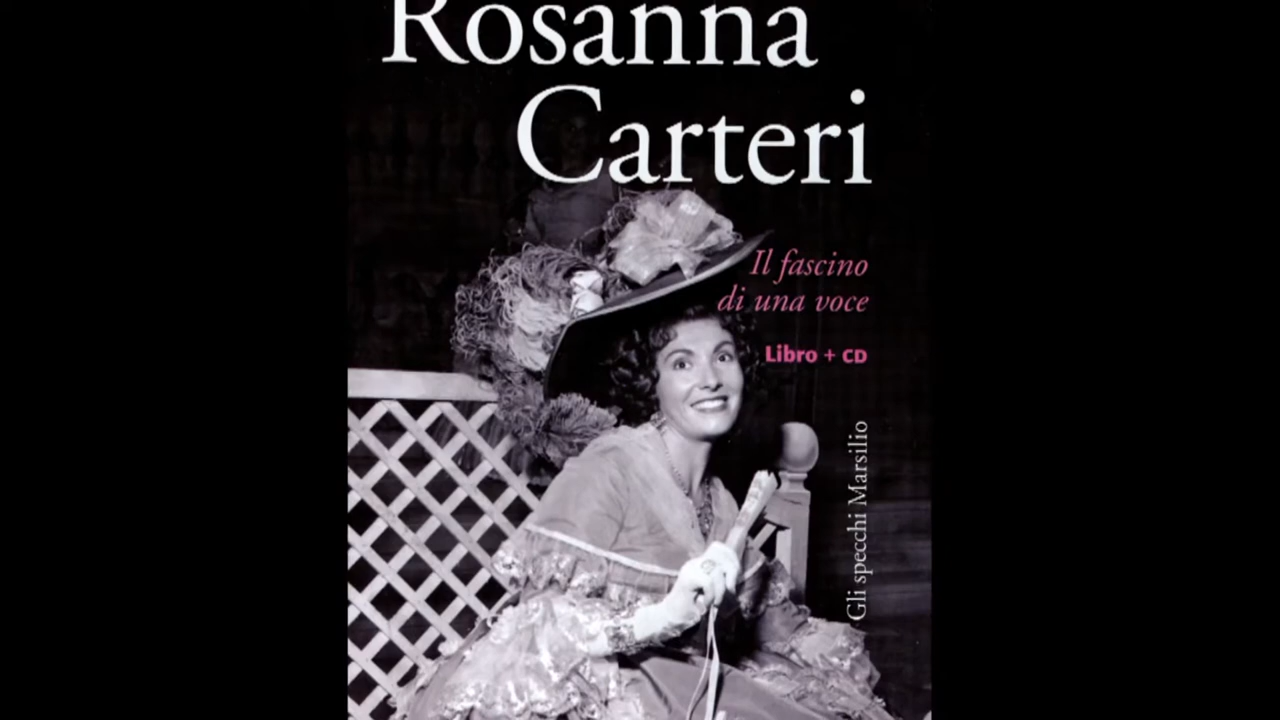 Rosanna
Carteri
Il fascino
di una voce
Libro + CD
Gli specchi Marsilio